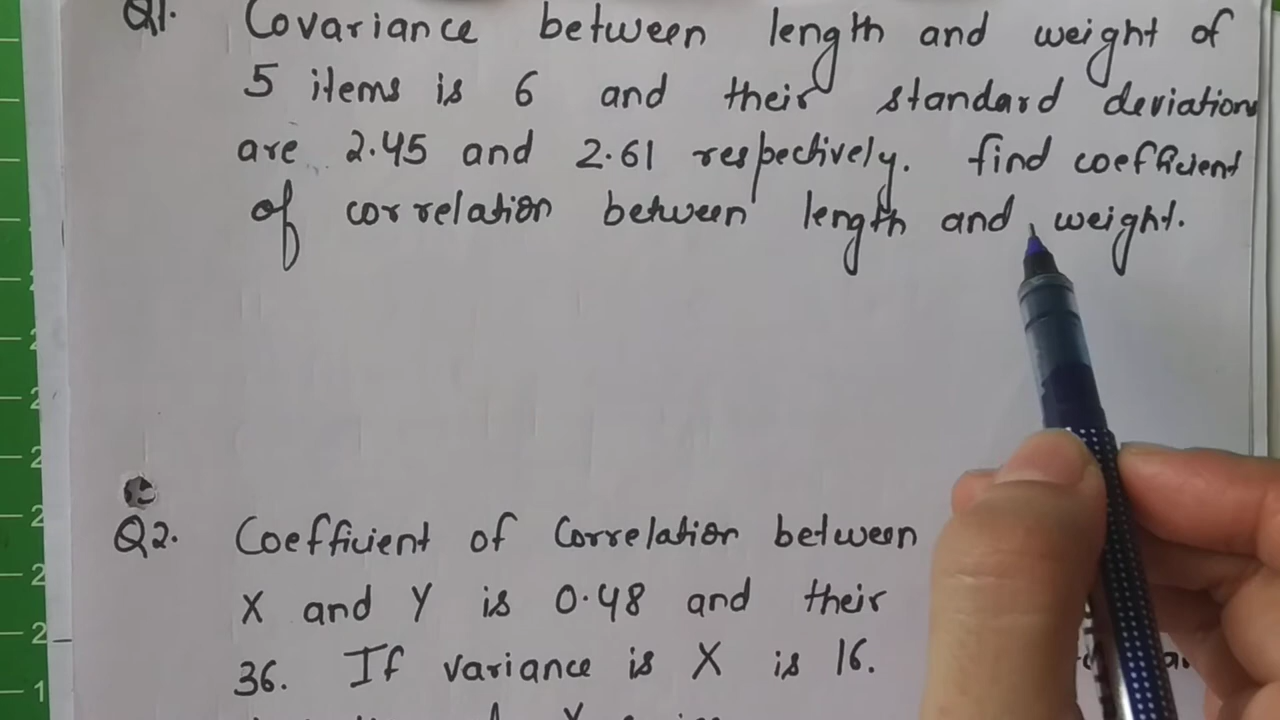 Q1. Covariance between length and weight of
5 items is 6 and their standard deviations
are 2.45 and 2.61 respectively. find coefficient
of correlation between length and weight.
Q2. Coefficient of Correlation between
X and Y is 0.48 and their
36. If variance is X is 16.